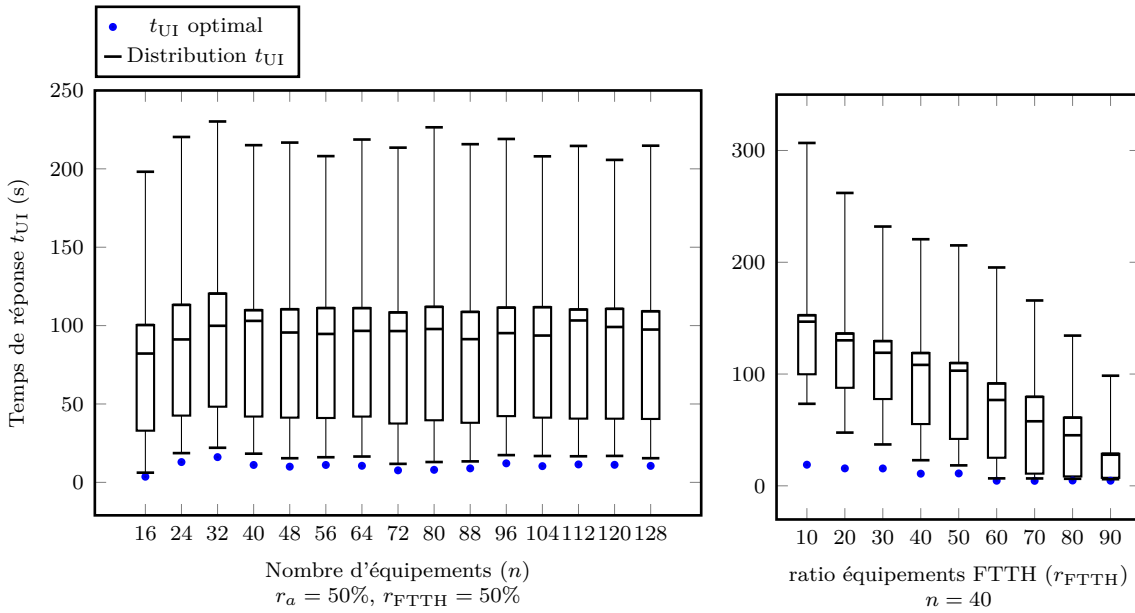 t_UI optimal
Distribution t_UI
Temps de réponse t_UI (s)
250
200
150
100
50
0
16 24 32 40 48 56 64 72 80 88 96 104 112 120 128
Nombre d'équipements (n)
r_a = 50%, r_FTTH = 50%
300
200
100
0
10 20 30 40 50 60 70 80 90
ratio équipements FTTH (r_FTTH)
n = 40